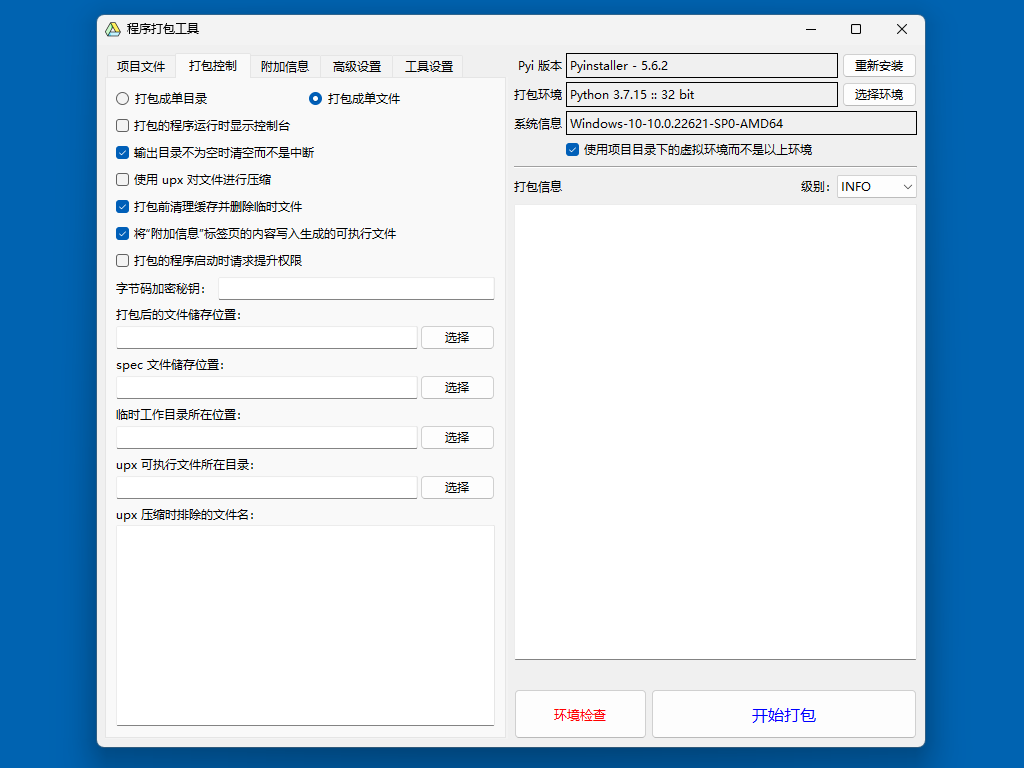 程序打包工具
项目文件 打包控制 附加信息 高级设置 工具设置
打包成单目录 打包成单文件
打包的程序运行时显示控制台
输出目录不为空时清空而不是中断
使用 upx 对文件进行压缩
打包前清理缓存并删除临时文件
将“附加信息”标签页的内容写入生成的可执行文件
打包的程序启动时请求提升权限
字节码加密秘钥：
打包后的文件储存位置：
选择
spec 文件储存位置：
选择
临时工作目录所在位置：
选择
upx 可执行文件所在目录：
选择
upx 压缩时排除的文件名：
Pyi 版本 Pyinstaller - 5.6.2 重新安装
打包环境 Python 3.7.15 :: 32 bit 选择环境
系统信息 Windows-10-10.0.22621-SP0-AMD64
使用项目目录下的虚拟环境而不是以上环境
打包信息 级别： INFO
环境检查 开始打包